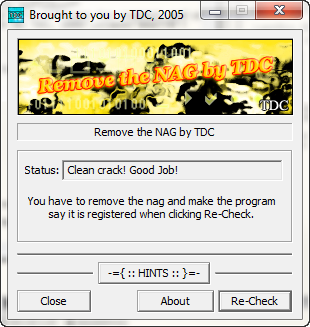 Brought to you by TDC, 2005
Remove the NAG by TDC
TDC
Remove the NAG by TDC
Status: Clean crack! Good Job!
You have to remove the nag and make the program
say it is registered when clicking Re-Check.
-={ :: HINTS :: }=-
Close About Re-Check